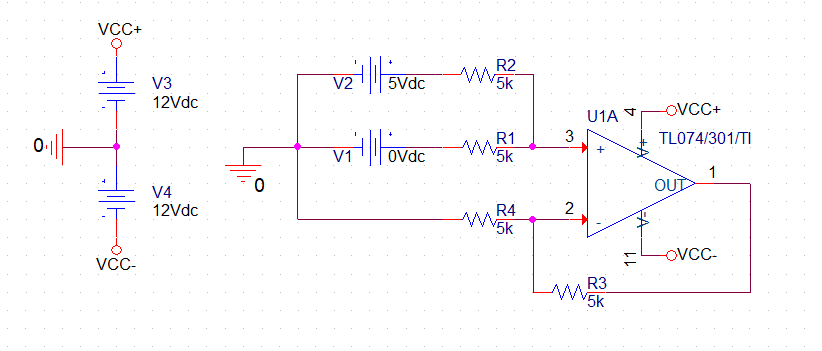 VCC+
V3
12Vdc
0
V4
12Vdc
VCC-
R2
V2
5Vdc
5k
R1
V1
0Vdc
5k
0
R4
5k
U1A
4
VCC+
TL074/301/TI
3
+
V+
OUT
1
2
-
V-
11
VCC-
R3
5k